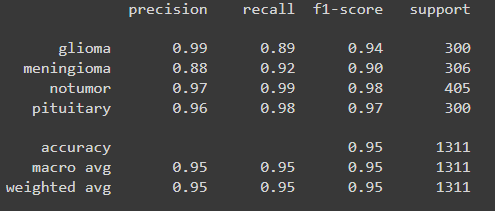 precision recall f1-score support
glioma 0.99 0.89 0.94 300
meningioma 0.88 0.92 0.90 306
notumor 0.97 0.99 0.98 405
pituitary 0.96 0.98 0.97 300
accuracy 0.95 1311
macro avg 0.95 0.95 0.95 1311
weighted avg 0.95 0.95 0.95 1311